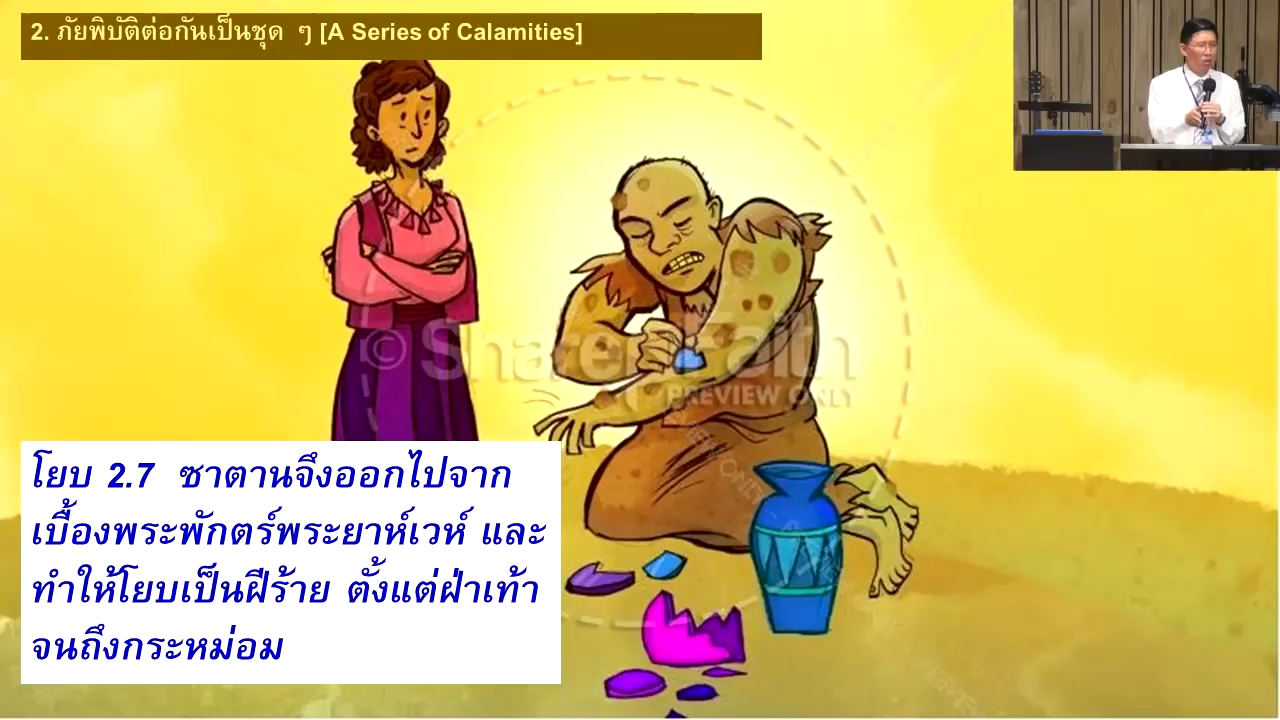 2. ภัยพิบัติต่อกันเป็นชุด ๆ [A Series of Calamities]
© Sharefaith
PREVIEW ONLY
โยบ 2.7 ซาตานจึงออกไปจาก
เบื้องพระพักตร์พระยาห์เวห์ และ
ทำให้โยบเป็นฝีร้าย ตั้งแต่ฝ่าเท้า
จนถึงกระหม่อม